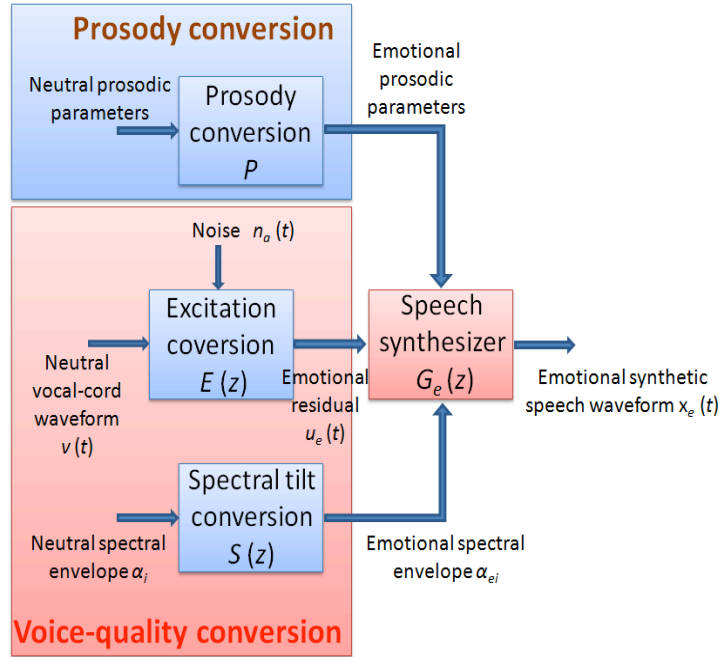 Prosody conversion
Neutral prosodic
parameters
Prosody
conversion
P
Emotional
prosodic
parameters
Noise n_a (t)
Excitation
coversion
E (z)
Neutral
vocal-cord
waveform
v(t)
Emotional
residual
u_e (t)
Speech
synthesizer
G_e (z)
Emotional synthetic
speech waveform x_e (t)
Spectral tilt
conversion
S (z)
Neutral spectral
envelope α_i
Emotional spectral
envelope α_ei
Voice-quality conversion